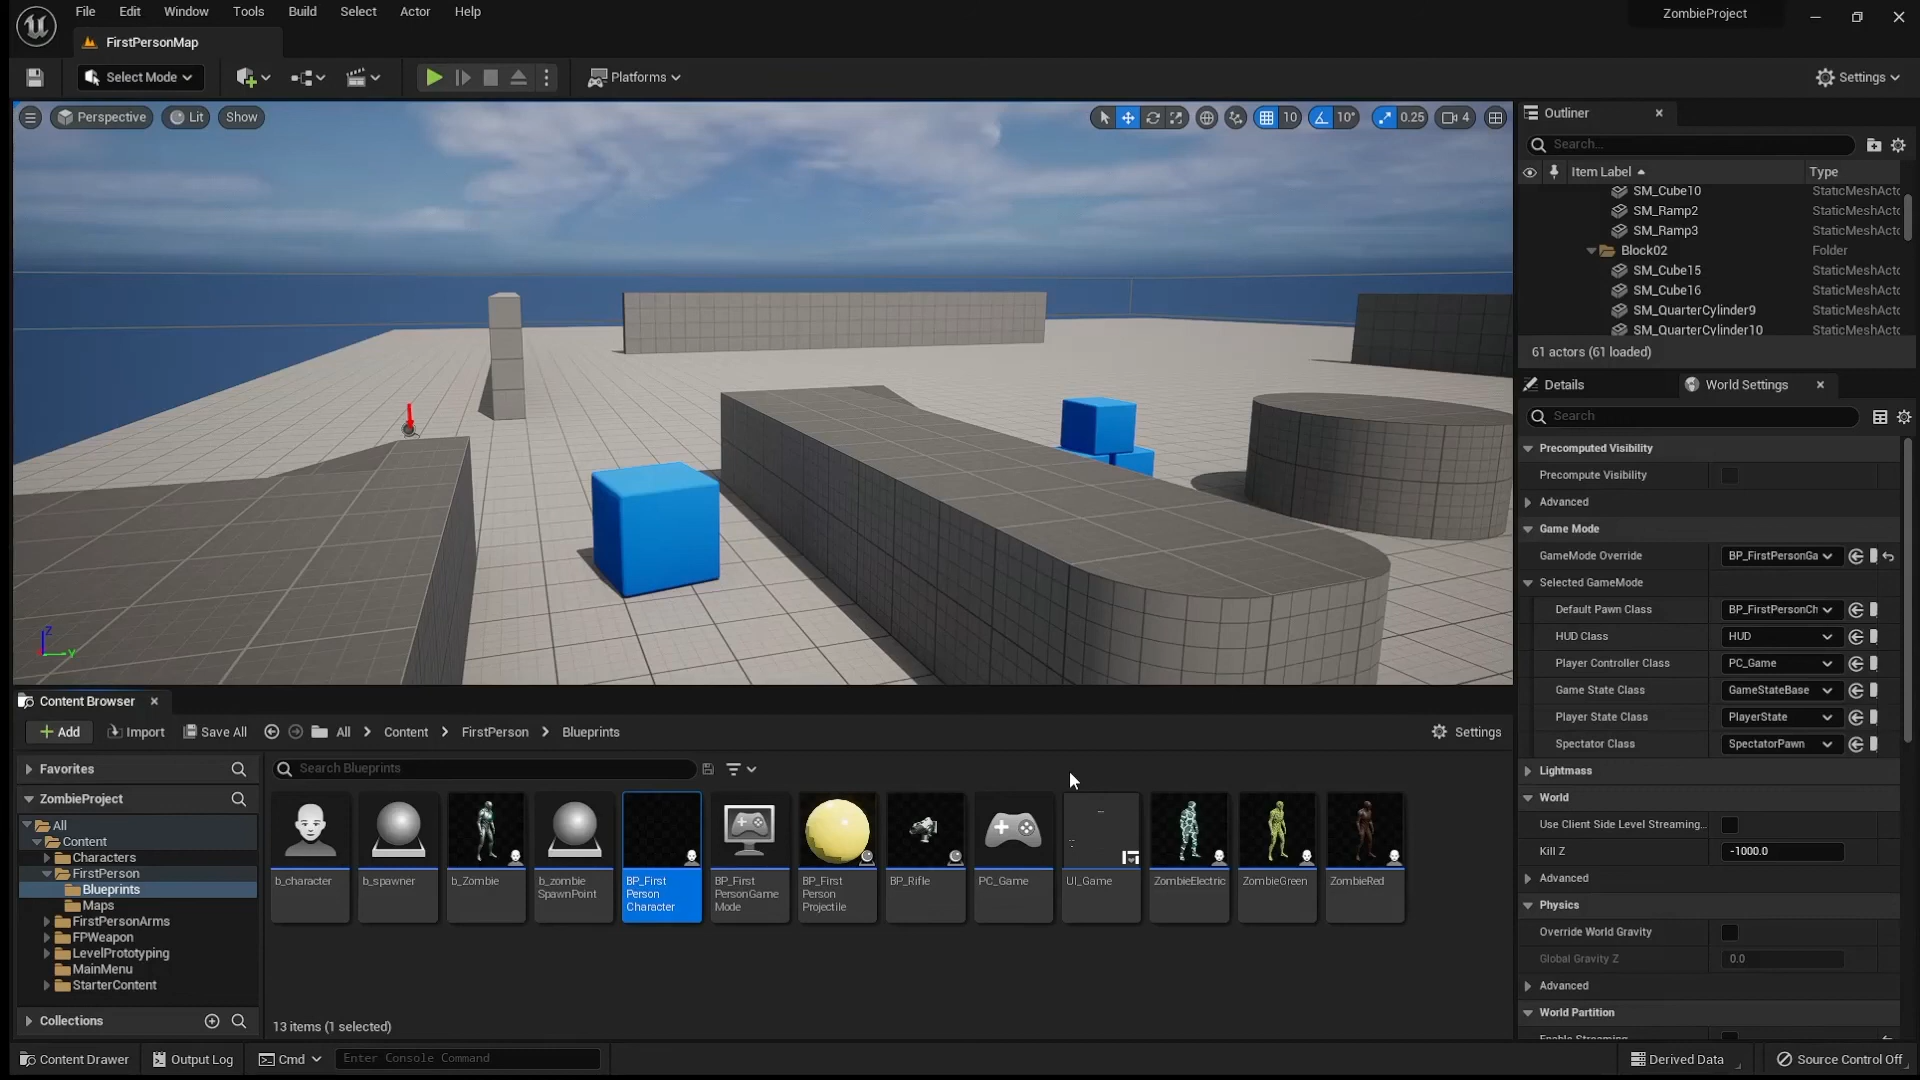 File Edit Window Tools Build Select Actor Help
ZombieProject
FirstPersonMap
Select Mode
Platforms
Settings
Perspective
Lit
Show
10
10°
0.25
4
Outliner
Search...
Item Label
Type
SM_Cube10 StaticMeshActo
SM_Ramp2 StaticMeshActo
SM_Ramp3 StaticMeshActo
Block02 Folder
SM_Cube15 StaticMeshActo
SM_Cube16 StaticMeshActo
SM_QuarterCylinder9 StaticMeshActo
SM_QuarterCylinder10 StaticMeshActo
61 actors (61 loaded)
Details
World Settings
Search
Precomputed Visibility
Precompute Visibility
Advanced
Game Mode
GameMode Override BP_FirstPersonGa
Selected GameMode
Default Pawn Class BP_FirstPersonCh
HUD Class HUD
Player Controller Class PC_Game
Game State Class GameStateBase
Player State Class PlayerState
Spectator Class SpectatorPawn
Lightmass
World
Use Client Side Level Streaming...
Kill Z -1000.0
Advanced
Physics
Override World Gravity
Global Gravity Z 0.0
Advanced
World Partition
Enable Streaming
Z
Y
Content Browser
Add
Import
Save All
All
Content
FirstPerson
Blueprints
Settings
Favorites
ZombieProject
All
Content
Characters
FirstPerson
Blueprints
Maps
FirstPersonArms
FPWeapon
LevelPrototyping
MainMenu
StarterContent
Collections
Search Blueprints
b_character
b_spawner
b_Zombie
b_zombie
SpawnPoint
BP_First
Person
Character
BP_First
PersonGame
Mode
BP_First
Person
Projectile
BP_Rifle
PC_Game
UI_Game
ZombieElectric
ZombieGreen
ZombieRed
13 items (1 selected)
Content Drawer
Output Log
Cmd
Enter Console Command
Derived Data
Source Control Off